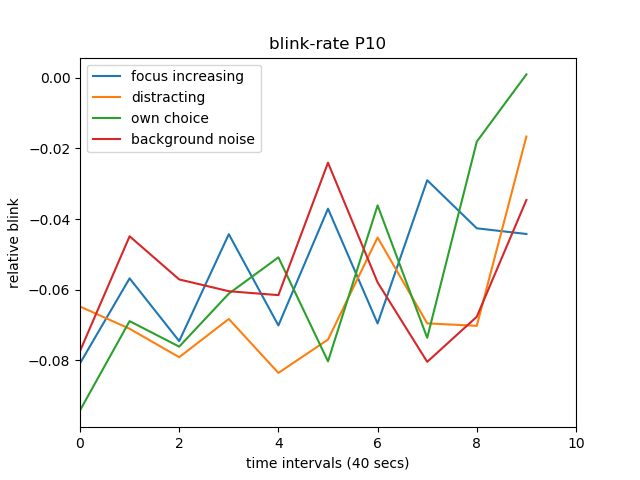 blink-rate P10
focus increasing
distracting
own choice
background noise
relative blink
0.00
−0.02
−0.04
−0.06
−0.08
0 2 4 6 8 10
time intervals (40 secs)